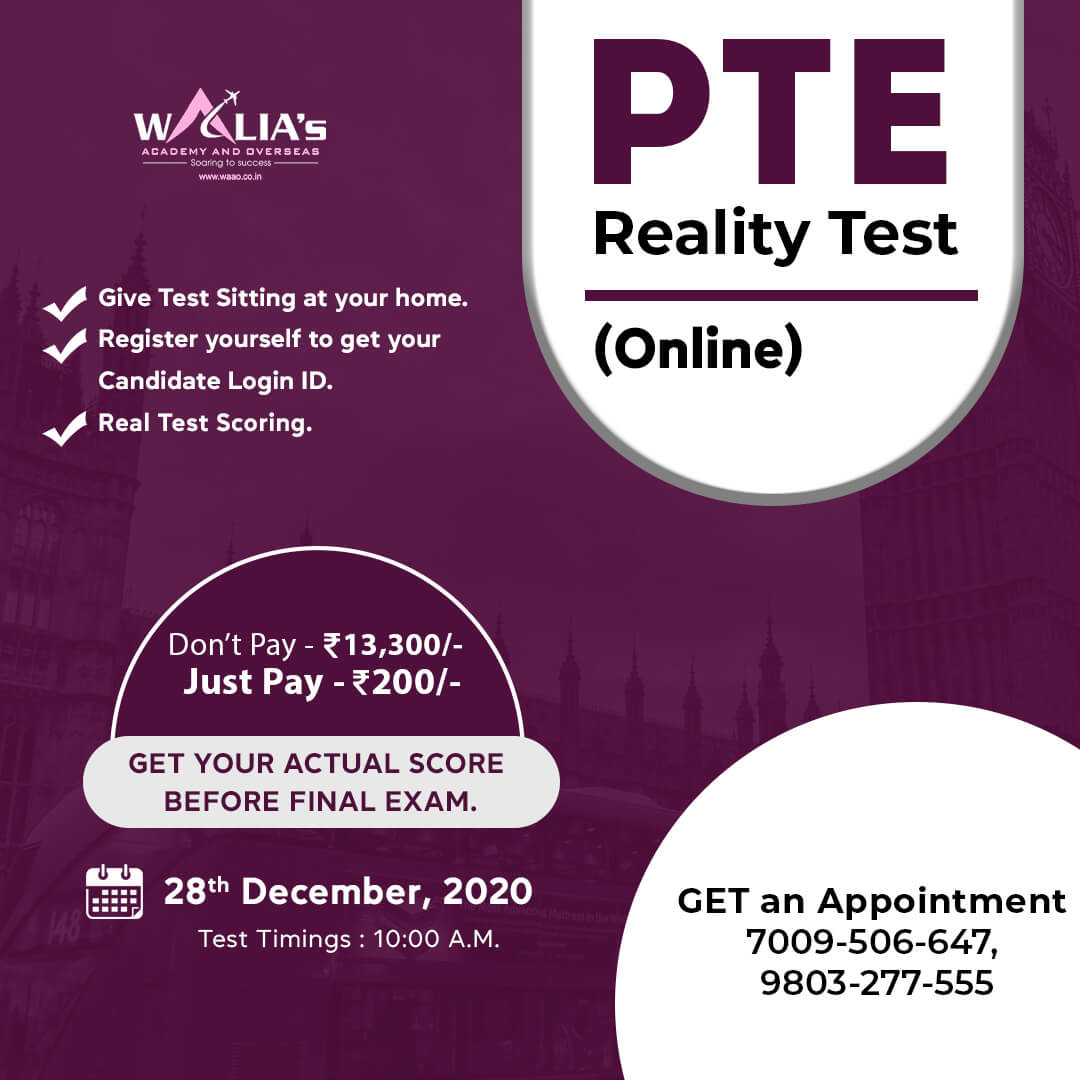 WALIA's
ACADEMY AND OVERSEAS
Soaring to success
www.waao.co.in
PTE
Reality Test
(Online)
Give Test Sitting at your home.
Register yourself to get your
Candidate Login ID.
Real Test Scoring.
Don't Pay - ₹13,300/-
Just Pay - ₹200/-
GET YOUR ACTUAL SCORE
BEFORE FINAL EXAM.
28th December, 2020
Test Timings : 10:00 A.M.
GET an Appointment
7009-506-647,
9803-277-555
148